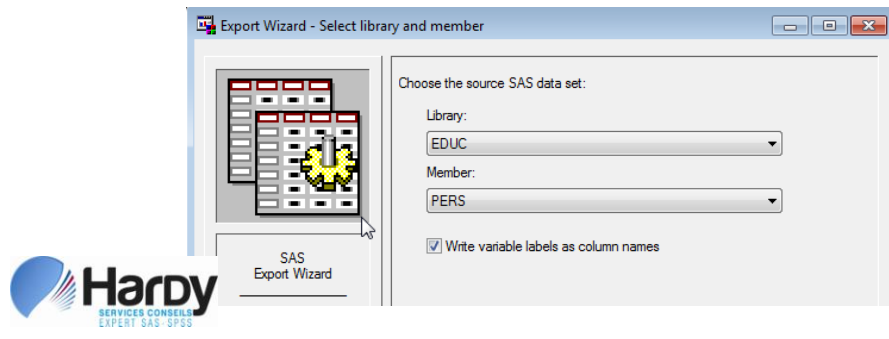 Export Wizard - Select library and member
Choose the source SAS data set:
Library:
EDUC
Member:
PERS
Write variable labels as column names
SAS
Export Wizard
Hardy
SERVICES CONSEILS
EXPERT SAS-SPSS